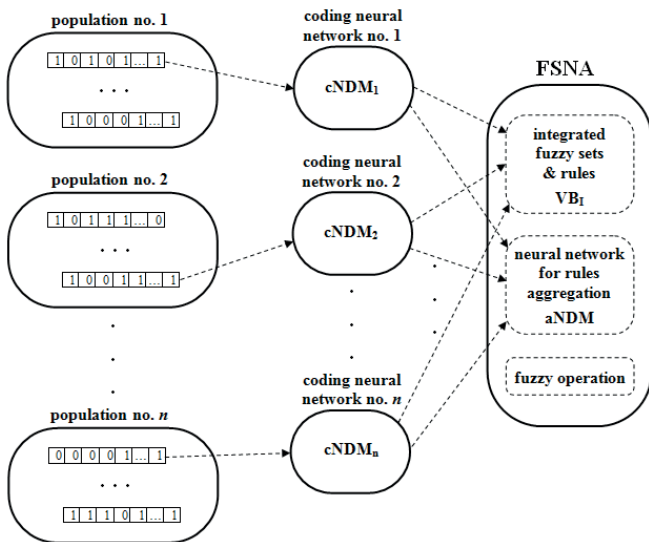 population no. 1
1 0 1 0 1 ... 1
. . .
1 0 0 0 1 ... 1
coding neural
network no. 1
cNDM1
FSNA
integrated
fuzzy sets
& rules
VBI
neural network
for rules
aggregation
aNDM
fuzzy operation
population no. 2
1 0 1 1 1 ... 0
. . .
1 0 0 1 1 ... 1
coding neural
network no. 2
cNDM2
population no. n
0 0 0 0 1 ... 1
. . .
1 1 1 0 1 ... 1
coding neural
network no. n
cNDMn